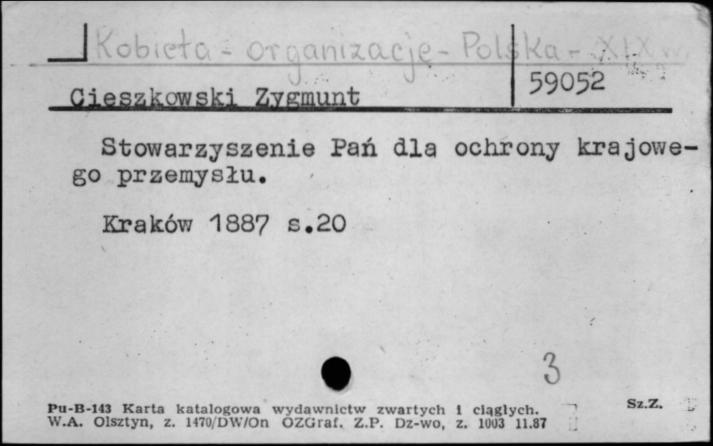 Kobieta - organizacje - Polska - XIX w.
59052
Cieszkowski Zygmunt
Stowarzyszenie Pań dla ochrony krajowe-
go przemysłu.
Kraków 1887 s.20
3
Pu-B-143 Karta katalogowa wydawnictw zwartych i ciągłych.
Sz.Z.
W.A. Olsztyn, z. 1470/DW/On OZGraf. Z.P. Dz-wo, z. 1003 11.87